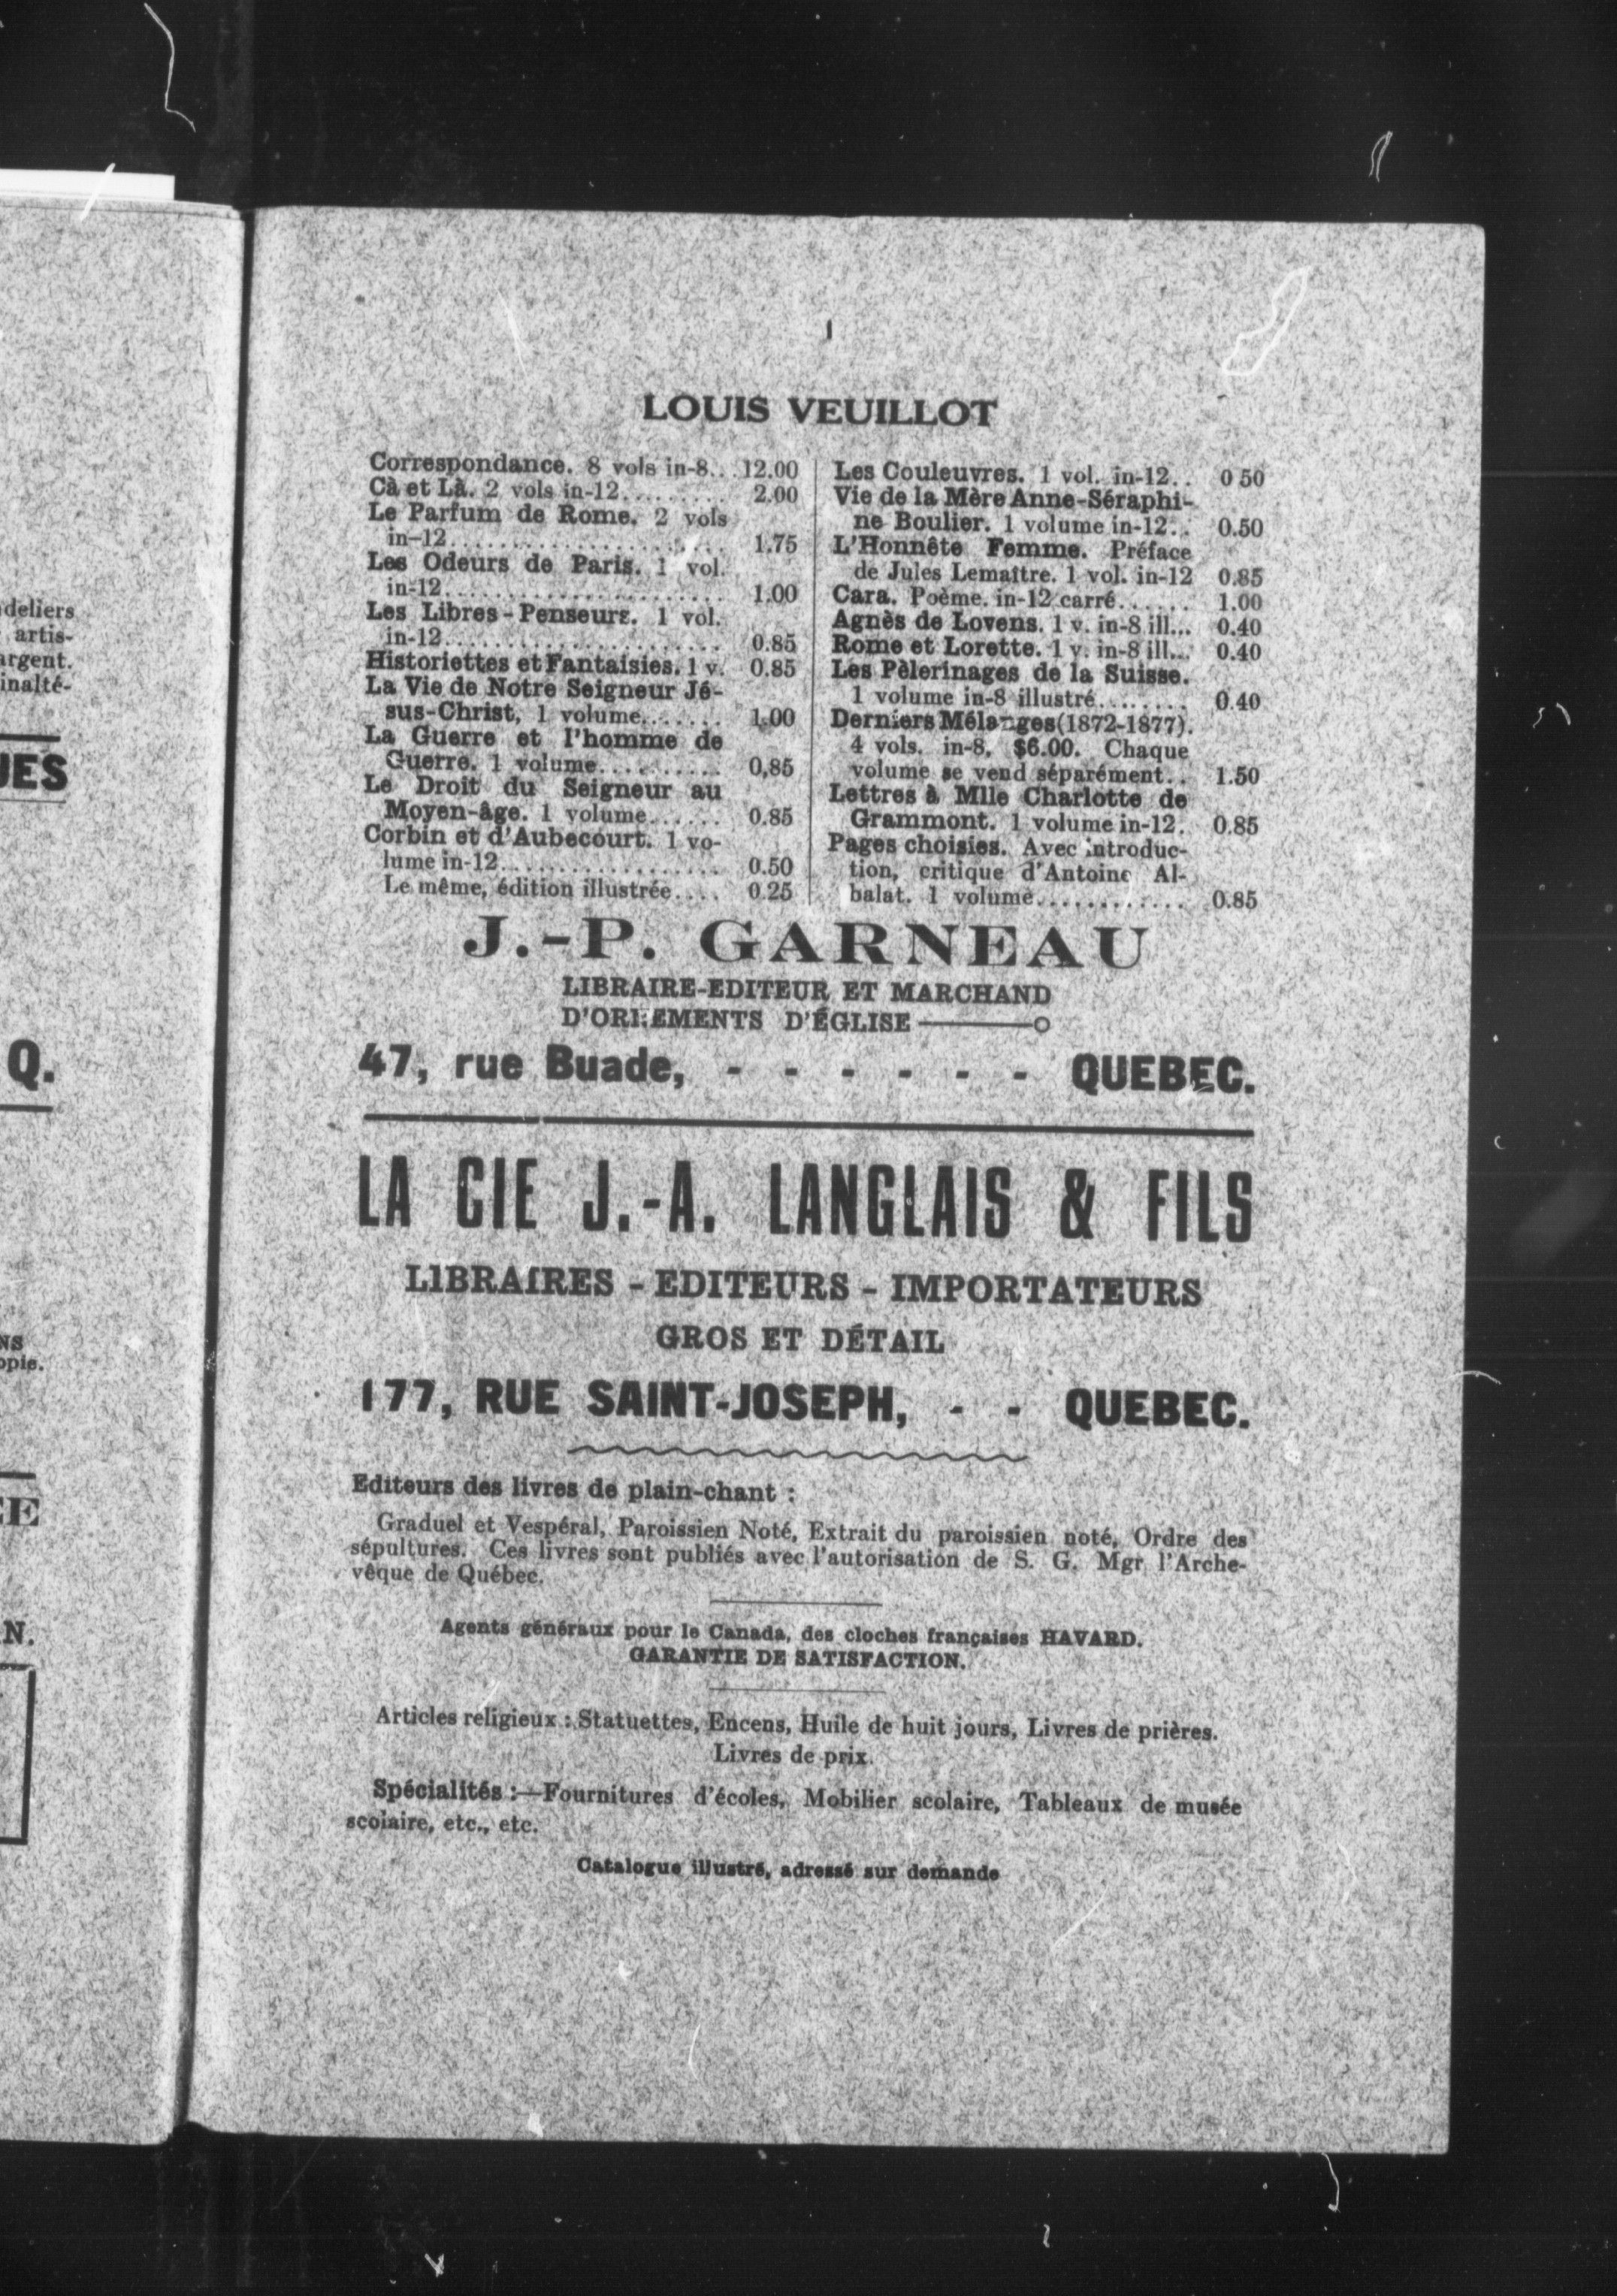 LOUIS VEUILLOT
Correspondance. 8 vols in-8... 12.00
Cà et Là. 2 vols in-12......... 2.00
Le Parfum de Rome. 2 vols
in-12...................... 1.75
Les Odeurs de Paris. 1 vol.
in-12...................... 1.00
Les Libres-Penseurs. 1 vol.
in-12...................... 0.85
Historiettes et Fantaisies. 1 v. 0.85
La Vie de Notre Seigneur Jé-
sus-Christ, 1 volume....... 1.00
La Guerre et l'homme de
Guerre. 1 volume.......... 0,85
Le Droit du Seigneur au
Moyen-âge. 1 volume...... 0.85
Corbin et d'Aubecourt. 1 vo-
lume in-12.................. 0.50
Le même, édition illustrée.... 0.25
Les Couleuvres. 1 vol. in-12.. 0 50
Vie de la Mère Anne-Séraphi-
ne Boulier. 1 volume in-12.. 0.50
L'Honnête Femme. Préface
de Jules Lemaître. 1 vol. in-12 0.85
Cara. Poème. in-12 carré...... 1.00
Agnès de Lovens. 1 v. in-8 ill... 0.40
Rome et Lorette. 1 v. in-8 ill... 0.40
Les Pèlerinages de la Suisse.
1 volume in-8 illustré........ 0.40
Derniers Mélanges (1872-1877).
4 vols. in-8, $6.00. Chaque
volume se vend séparément.. 1.50
Lettres à Mlle Charlotte de
Grammont. 1 volume in-12. 0.85
Pages choisies. Avec introduc-
tion, critique d'Antoine Al-
balat. 1 volume............ 0.85
J.-P. GARNEAU
LIBRAIRE-EDITEUR ET MARCHAND
D'ORNEMENTS D'ÉGLISE
47, rue Buade, - - - - - - QUEBEC.
LA CIE J.-A. LANGLAIS & FILS
LIBRAIRES - EDITEURS - IMPORTATEURS
GROS ET DÉTAIL
177, RUE SAINT-JOSEPH, - - QUEBEC.
Editeurs des livres de plain-chant :
Graduel et Vespéral, Paroissien Noté, Extrait du paroissien noté, Ordre des
sépultures. Ces livres sont publiés avec l'autorisation de S. G. Mgr l'Arche-
vêque de Québec.
Agents généraux pour le Canada, des cloches françaises HAVARD.
GARANTIE DE SATISFACTION.
Articles religieux : Statuettes, Encens, Huile de huit jours, Livres de prières.
Livres de prix.
Spécialités :—Fournitures d'écoles, Mobilier scolaire, Tableaux de musée
scolaire, etc., etc.
Catalogue illustré, adressé sur demande